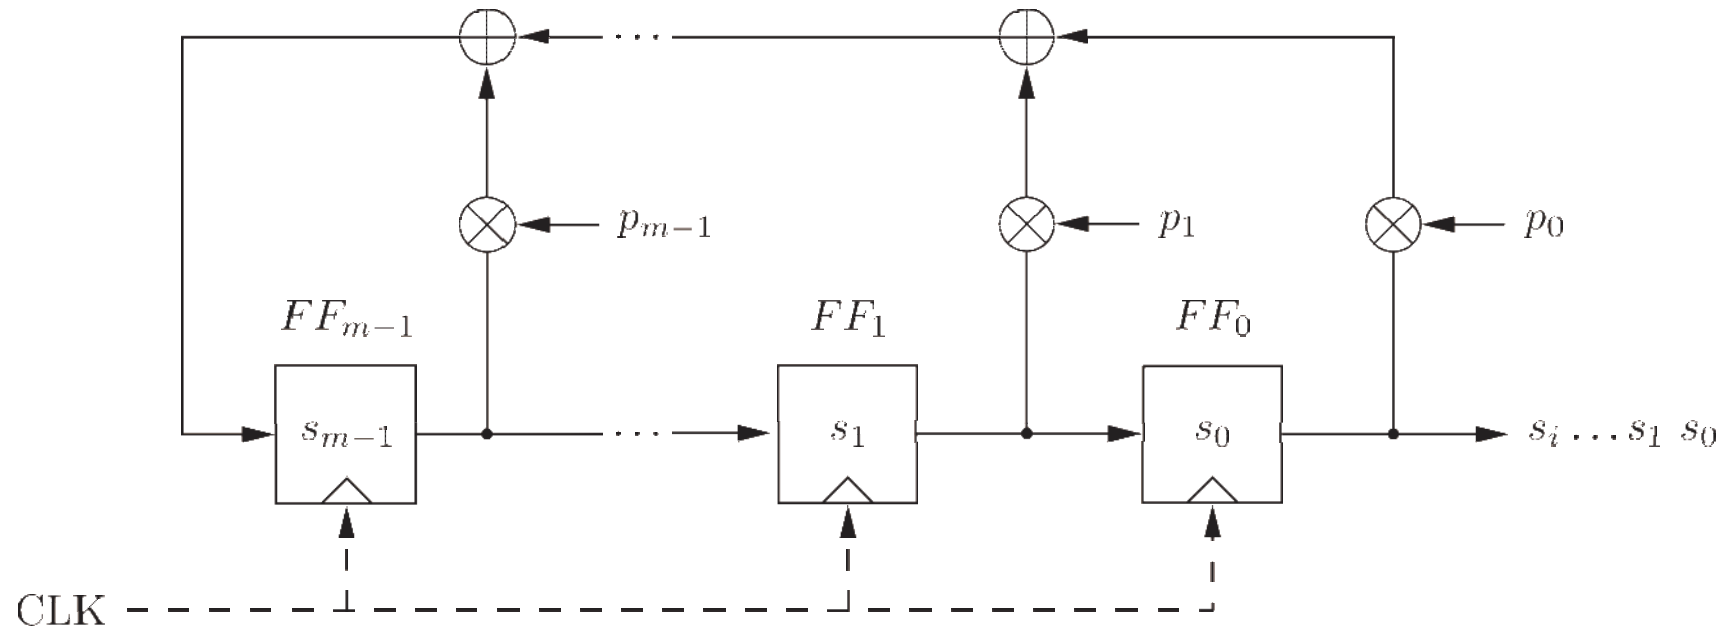 ...
p_{m-1} p_1 p_0
FF_{m-1} FF_1 FF_0
s_{m-1} ... s_1 s_0 s_i ... s_1 s_0
CLK